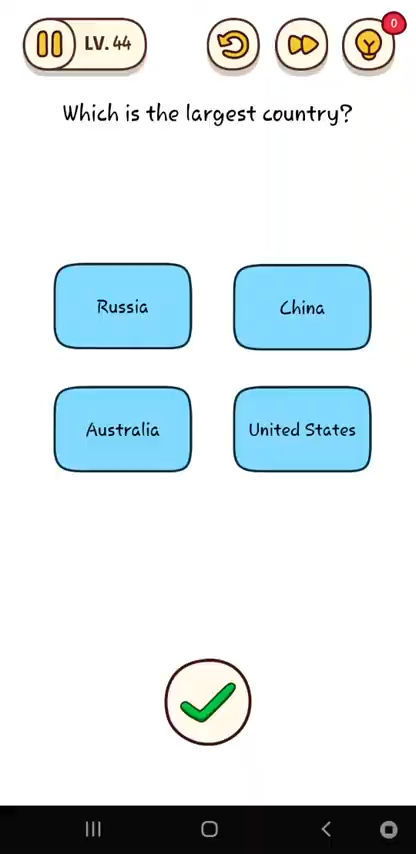 LV. 44
0
Which is the largest country?
Russia
China
Australia
United States